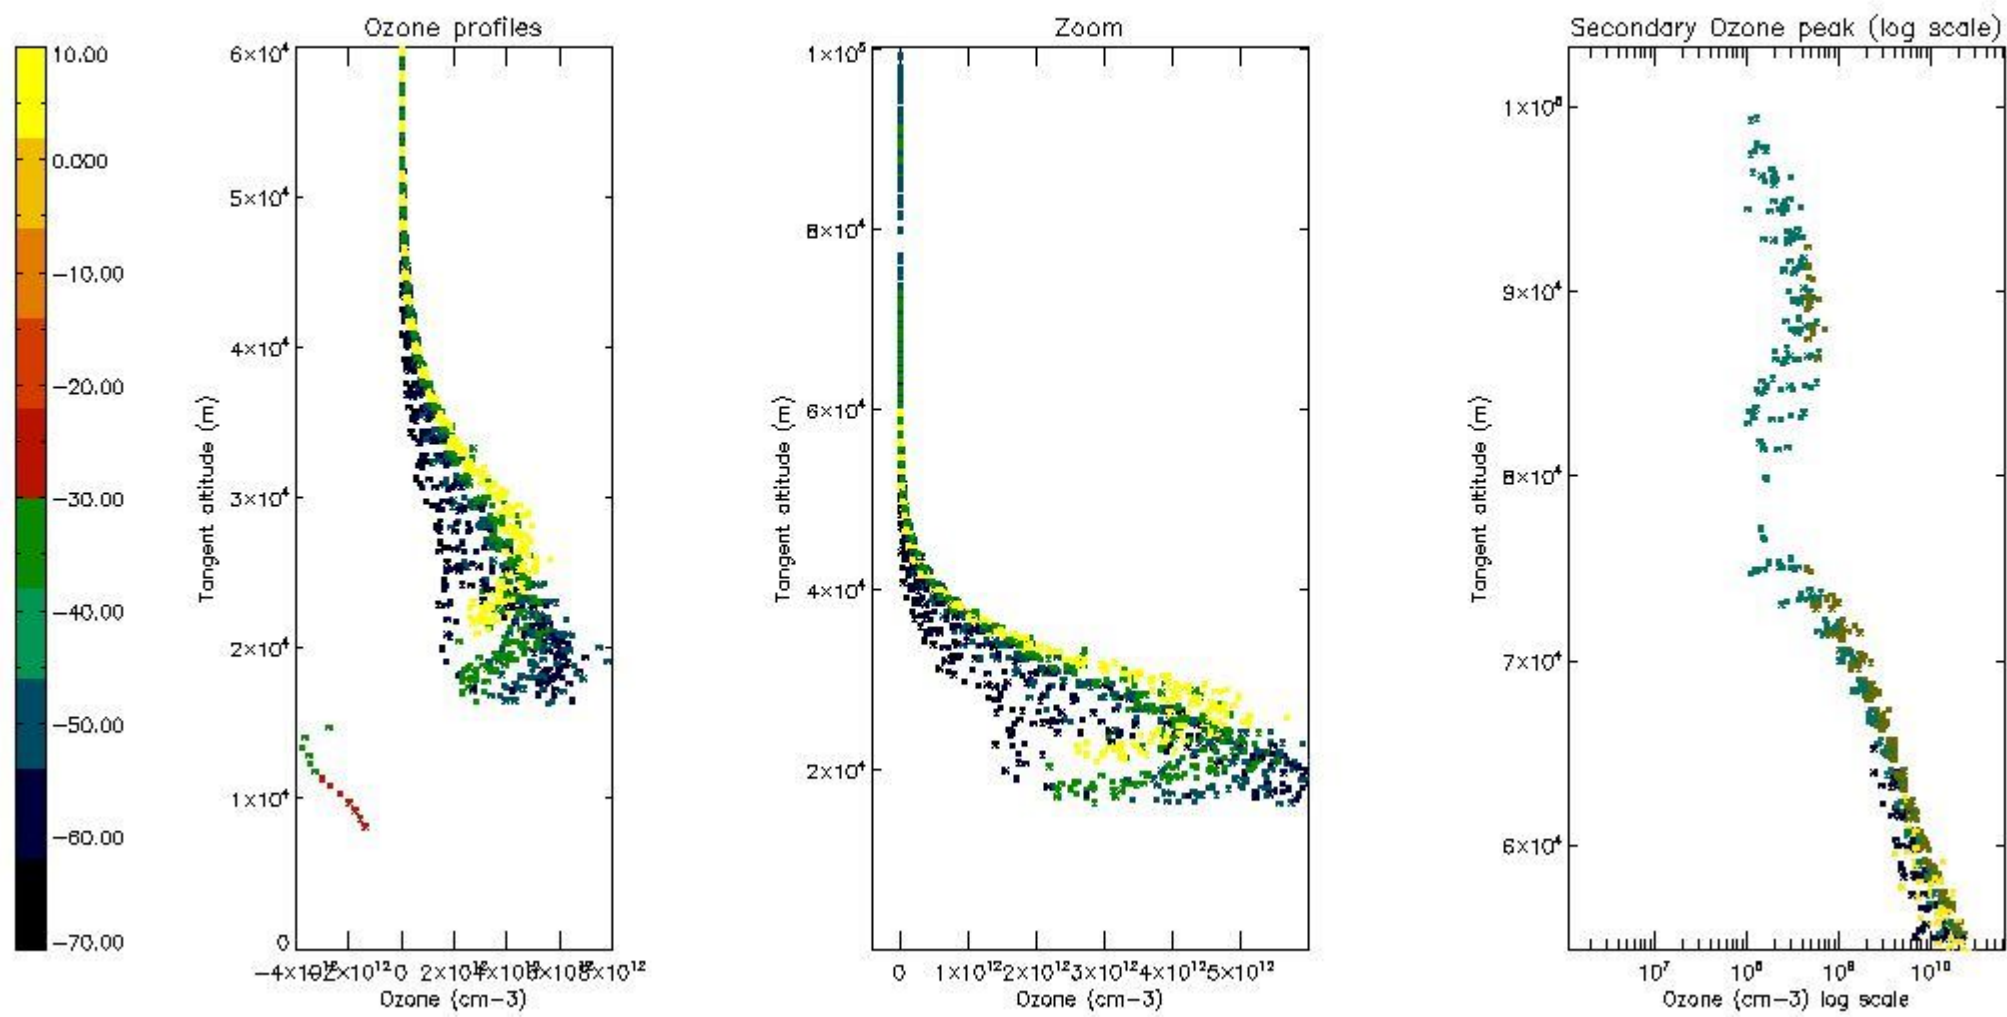 Ozone profiles
Zoom
Secondary Ozone peak (log scale)
10.00
0.000
-10.00
-20.00
-30.00
-40.00
-50.00
-60.00
-70.00
6×10⁴
5×10⁴
4×10⁴
3×10⁴
2×10⁴
1×10⁴
0
Tangent altitude (m)
0
Ozone (cm-3)
1×10⁵
8×10⁴
6×10⁴
4×10⁴
2×10⁴
Tangent altitude (m)
0 1×10¹² 2×10¹² 3×10¹² 4×10¹² 5×10¹²
Ozone (cm-3)
9×10⁴
8×10⁴
7×10⁴
6×10⁴
Tangent altitude (m)
10⁷ 10⁸ 10⁹ 10¹⁰
Ozone (cm-3) log scale